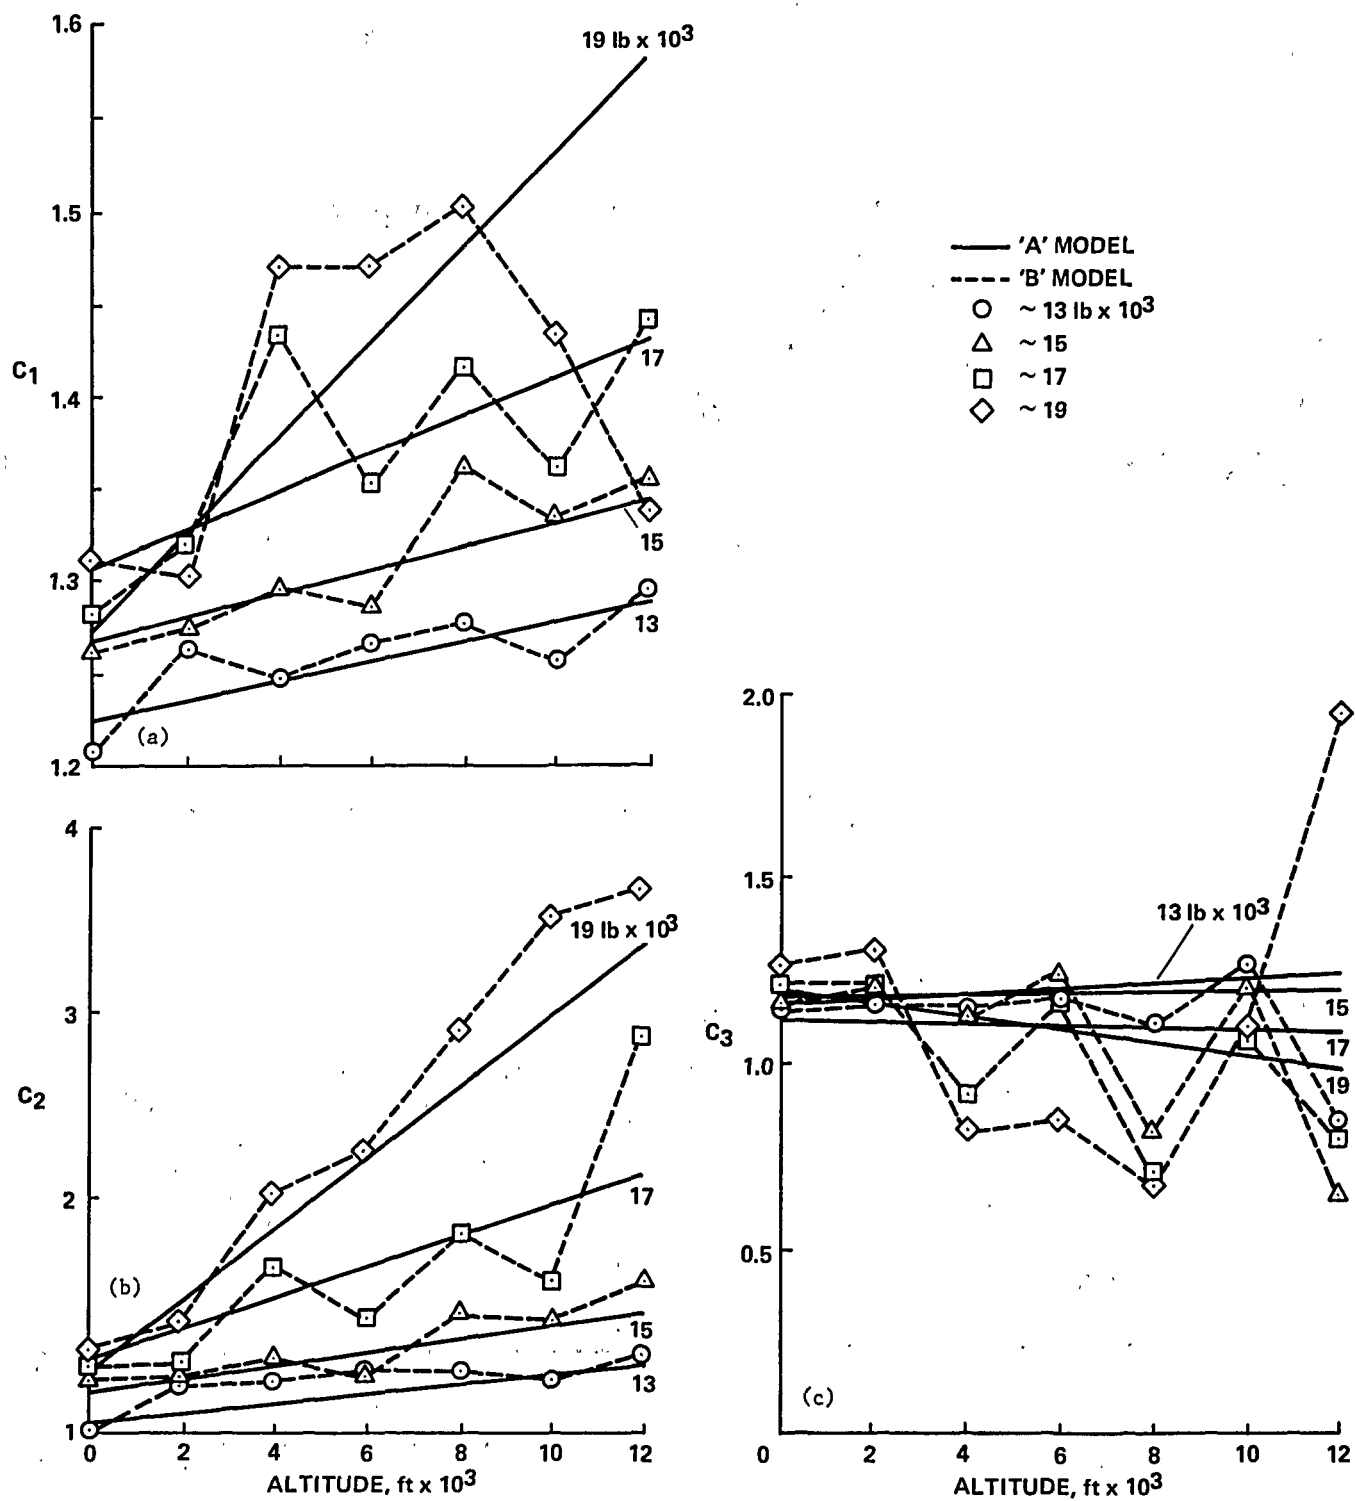 1.6
19 lb x 10³
1.5
C₁
1.4
17
1.3
15
13
(a)
1.2
'A' MODEL
'B' MODEL
~ 13 lb x 10³
~ 15
~ 17
~ 19
4
19 lb x 10³
3
C₂
2
17
(b)
15
13
1
0 2 4 6 8 10 12
ALTITUDE, ft x 10³
2.0
1.5
13 lb x 10³
15
C₃
17
1.0
19
0.5
(c)
0 2 4 6 8 10 12
ALTITUDE, ft x 10³